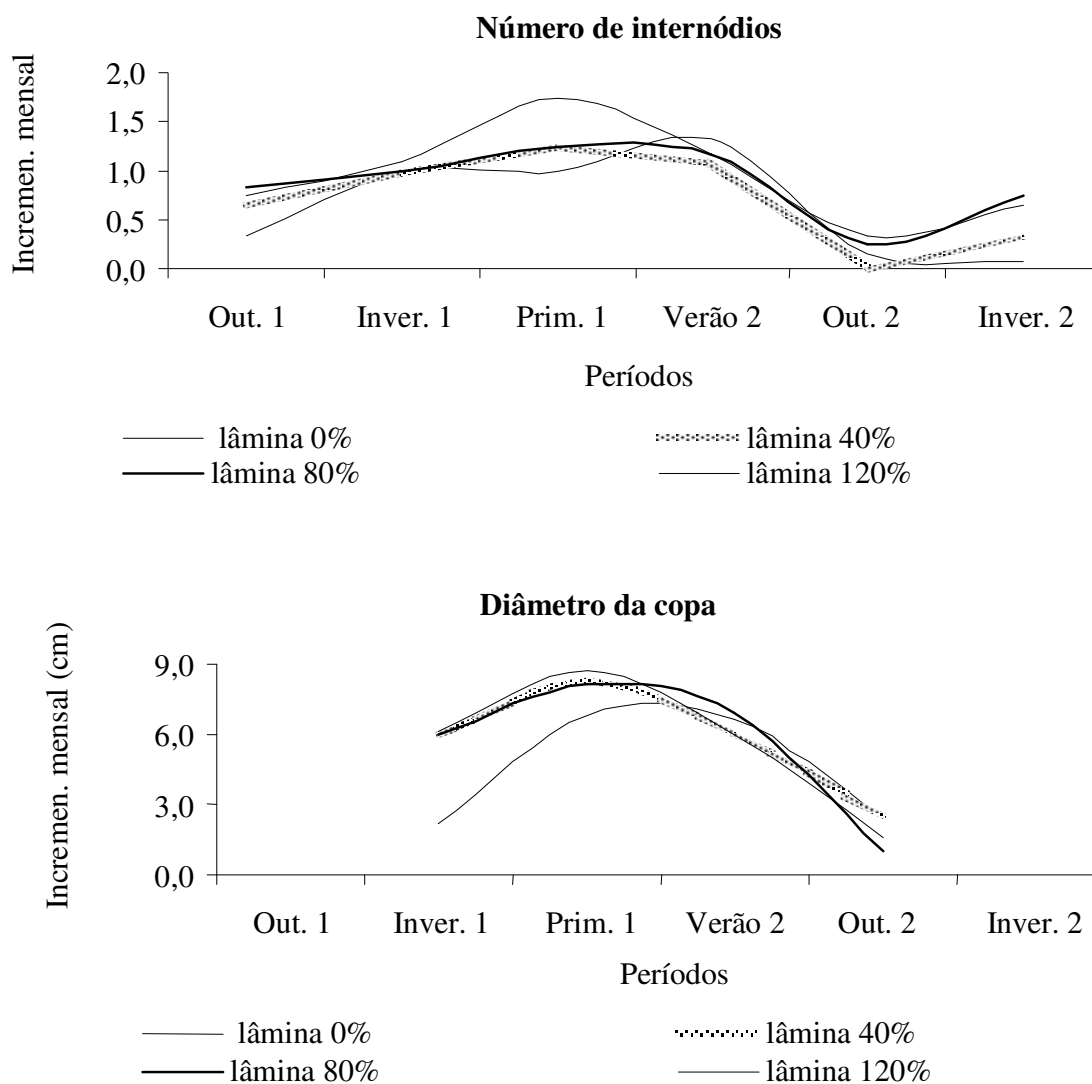 Número de internódios
Incremen. mensal
2,0
1,5
1,0
0,5
0,0
Out. 1 Inver. 1 Prim. 1 Verão 2 Out. 2 Inver. 2
Períodos
lâmina 0% lâmina 40%
lâmina 80% lâmina 120%
Diâmetro da copa
Incremen. mensal (cm)
9,0
6,0
3,0
0,0
Out. 1 Inver. 1 Prim. 1 Verão 2 Out. 2 Inver. 2
Períodos
lâmina 0% lâmina 40%
lâmina 80% lâmina 120%